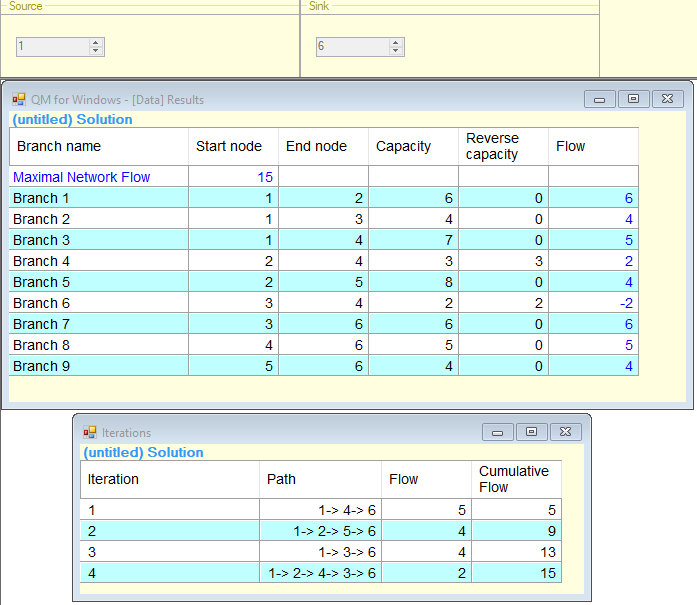 Source Sink
1 6
QM for Windows - [Data] Results
(untitled) Solution
Branch name Start node End node Capacity Reverse capacity Flow
Maximal Network Flow 15
Branch 1 1 2 6 0 6
Branch 2 1 3 4 0 4
Branch 3 1 4 7 0 5
Branch 4 2 4 3 3 2
Branch 5 2 5 8 0 4
Branch 6 3 4 2 2 -2
Branch 7 3 6 6 0 6
Branch 8 4 6 5 0 5
Branch 9 5 6 4 0 4
Iterations
(untitled) Solution
Iteration Path Flow Cumulative Flow
1 1-> 4-> 6 5 5
2 1-> 2-> 5-> 6 4 9
3 1-> 3-> 6 4 13
4 1-> 2-> 4-> 3-> 6 2 15